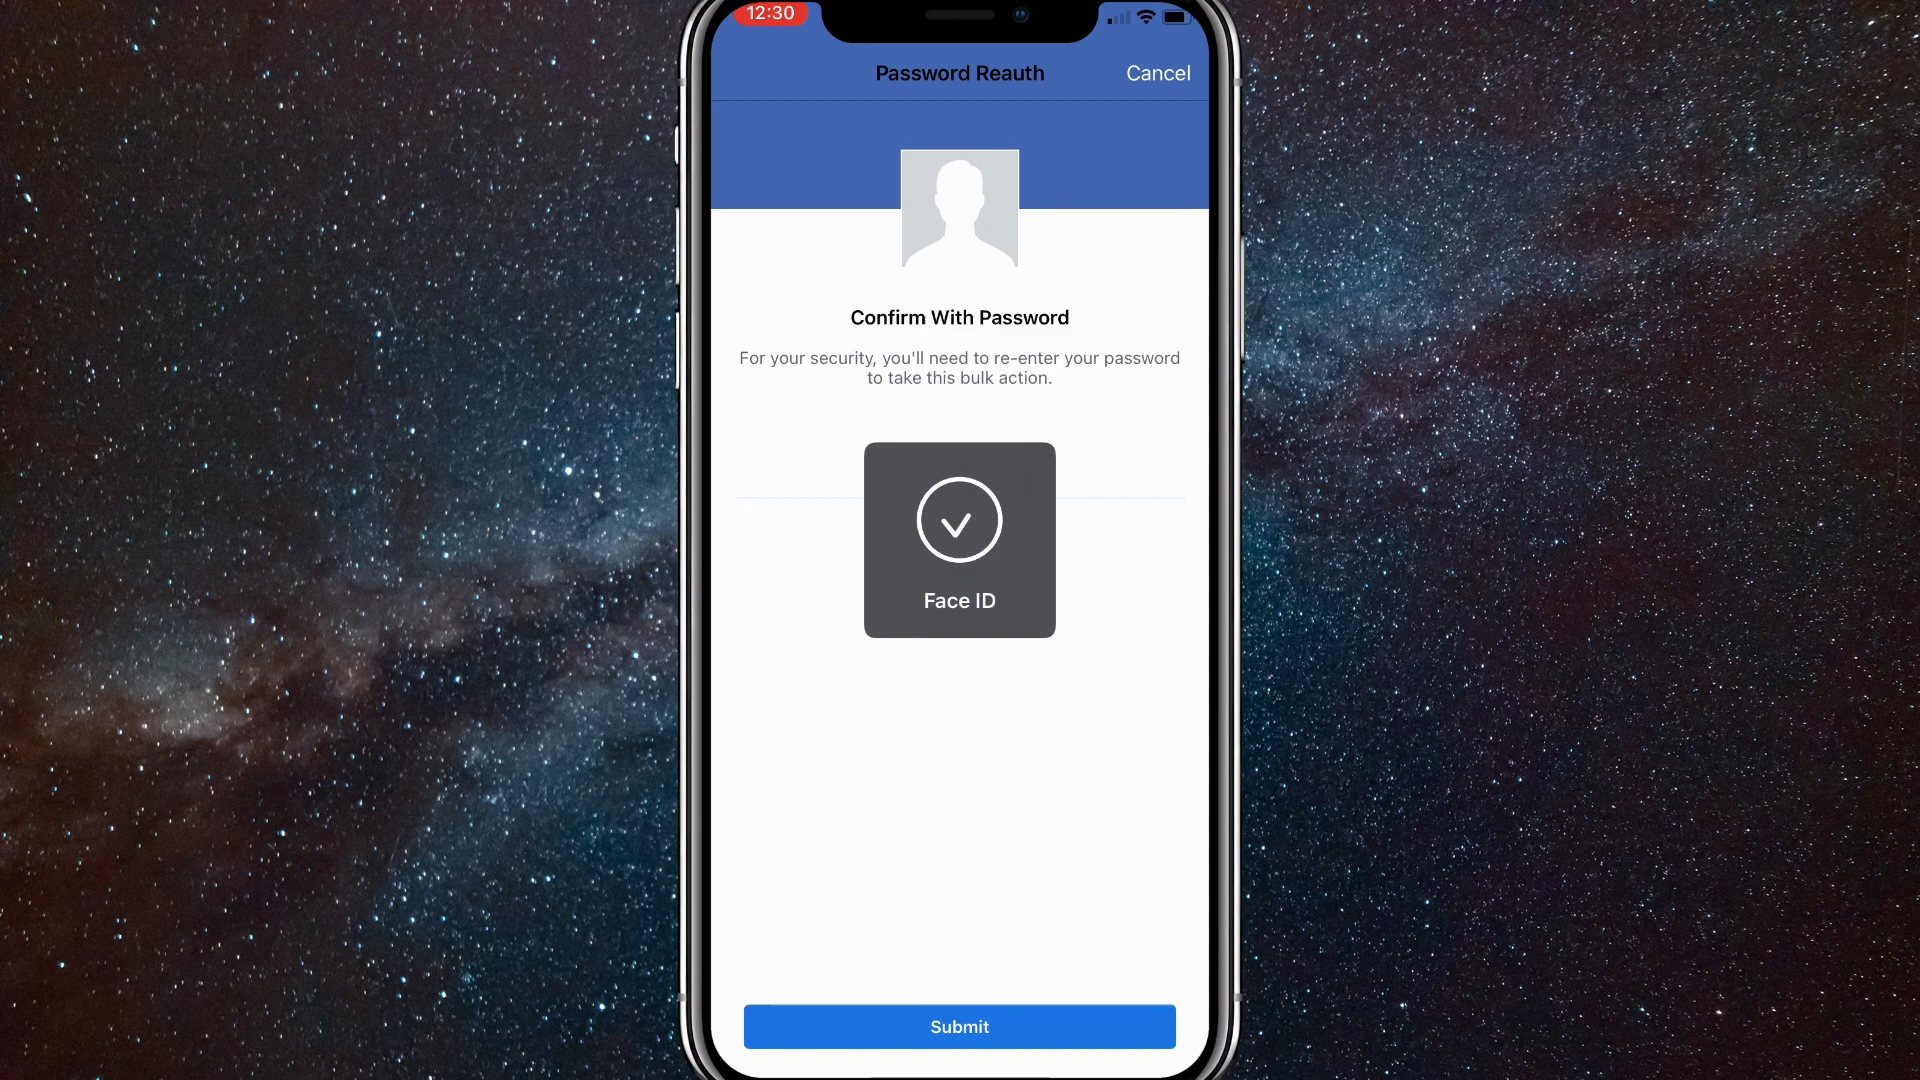 12:30
Password Reauth
Cancel
Confirm With Password
For your security, you'll need to re-enter your password
to take this bulk action.
Face ID
Submit